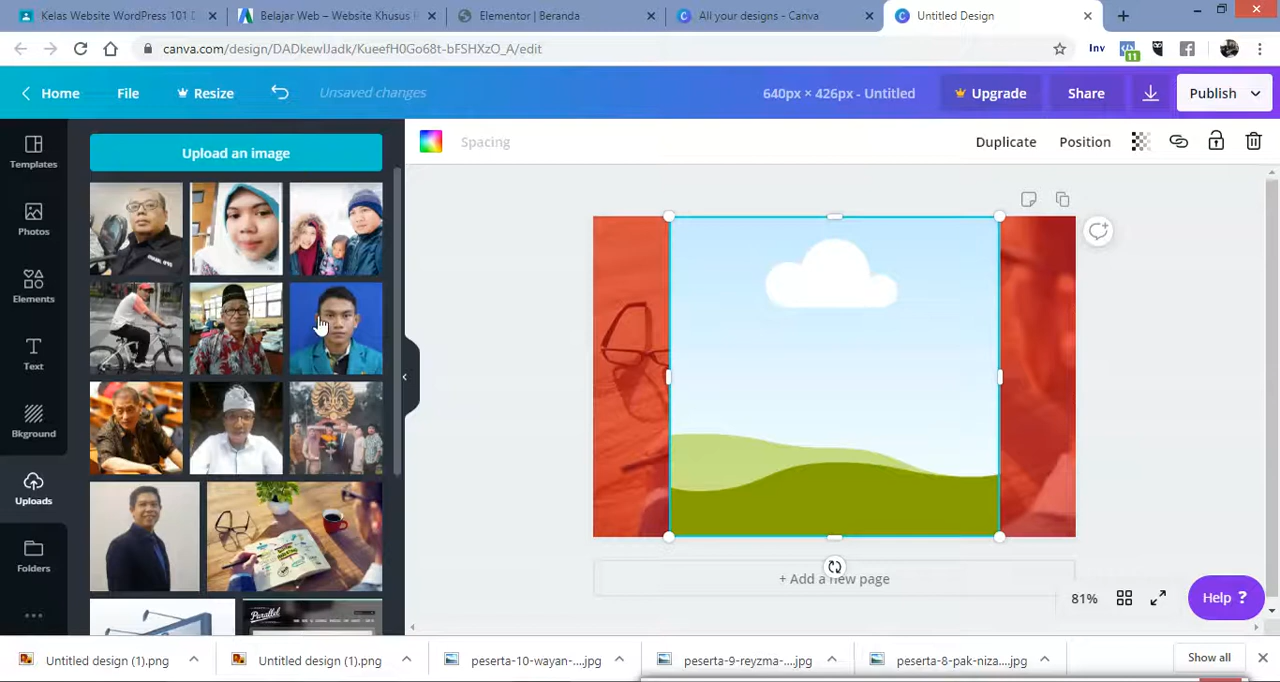 Kelas Website WordPress 101
Belajar Web – Website Khusus
Elementor | Beranda
All your designs - Canva
Untitled Design
canva.com/design/DADkewIJadk/KueefH0Go68t-bFSHXzO_A/edit
Inv
11
Home
File
Resize
Unsaved changes
640px × 426px - Untitled
Upgrade
Share
Publish
Templates
Photos
Elements
Text
Bkground
Uploads
Folders
Upload an image
Spacing
Duplicate
Position
Parallel
+ Add a new page
81%
Help ?
Untitled design (1).png
Untitled design (1).png
peserta-10-wayan-....jpg
peserta-9-reyzma-....jpg
peserta-8-pak-niza....jpg
Show all